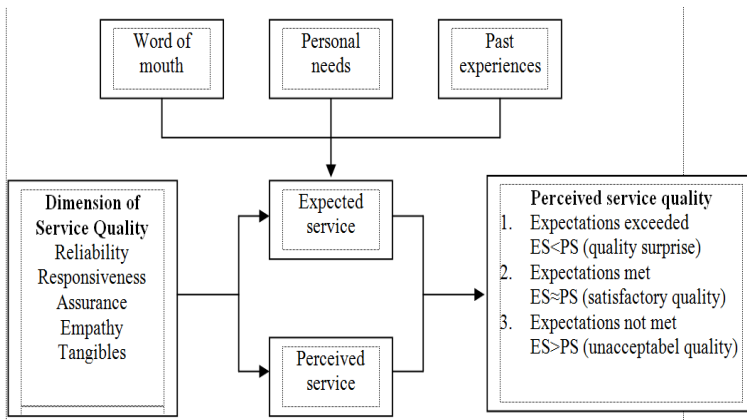 Word of
mouth
Personal
needs
Past
experiences
Dimension of
Service Quality
Reliability
Responsiveness
Assurance
Empathy
Tangibles
Expected
service
Perceived
service
Perceived service quality
1. Expectations exceeded
ES<PS (quality surprise)
2. Expectations met
ES≈PS (satisfactory quality)
3. Expectations not met
ES>PS (unacceptabel quality)